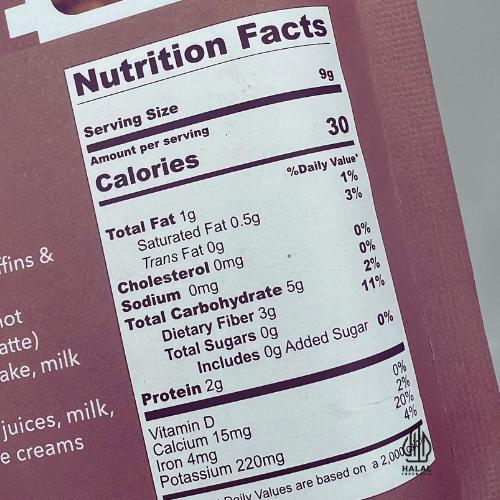 Nutrition Facts
Serving Size 9g
Amount per serving
Calories 30
%Daily Value*
Total Fat 1g 1%
Saturated Fat 0.5g 3%
Trans Fat 0g
Cholesterol 0mg 0%
Sodium 0mg 0%
Total Carbohydrate 5g 2%
Dietary Fiber 3g 11%
Total Sugars 0g
Includes 0g Added Sugar 0%
Protein 2g
Vitamin D 0%
Calcium 15mg 2%
Iron 4mg 20%
Potassium 220mg 4%
Daily Values are based on a 2,000
ffins &
ot
atte)
ake, milk
juices, milk,
e creams
HALAL
INDONESIA